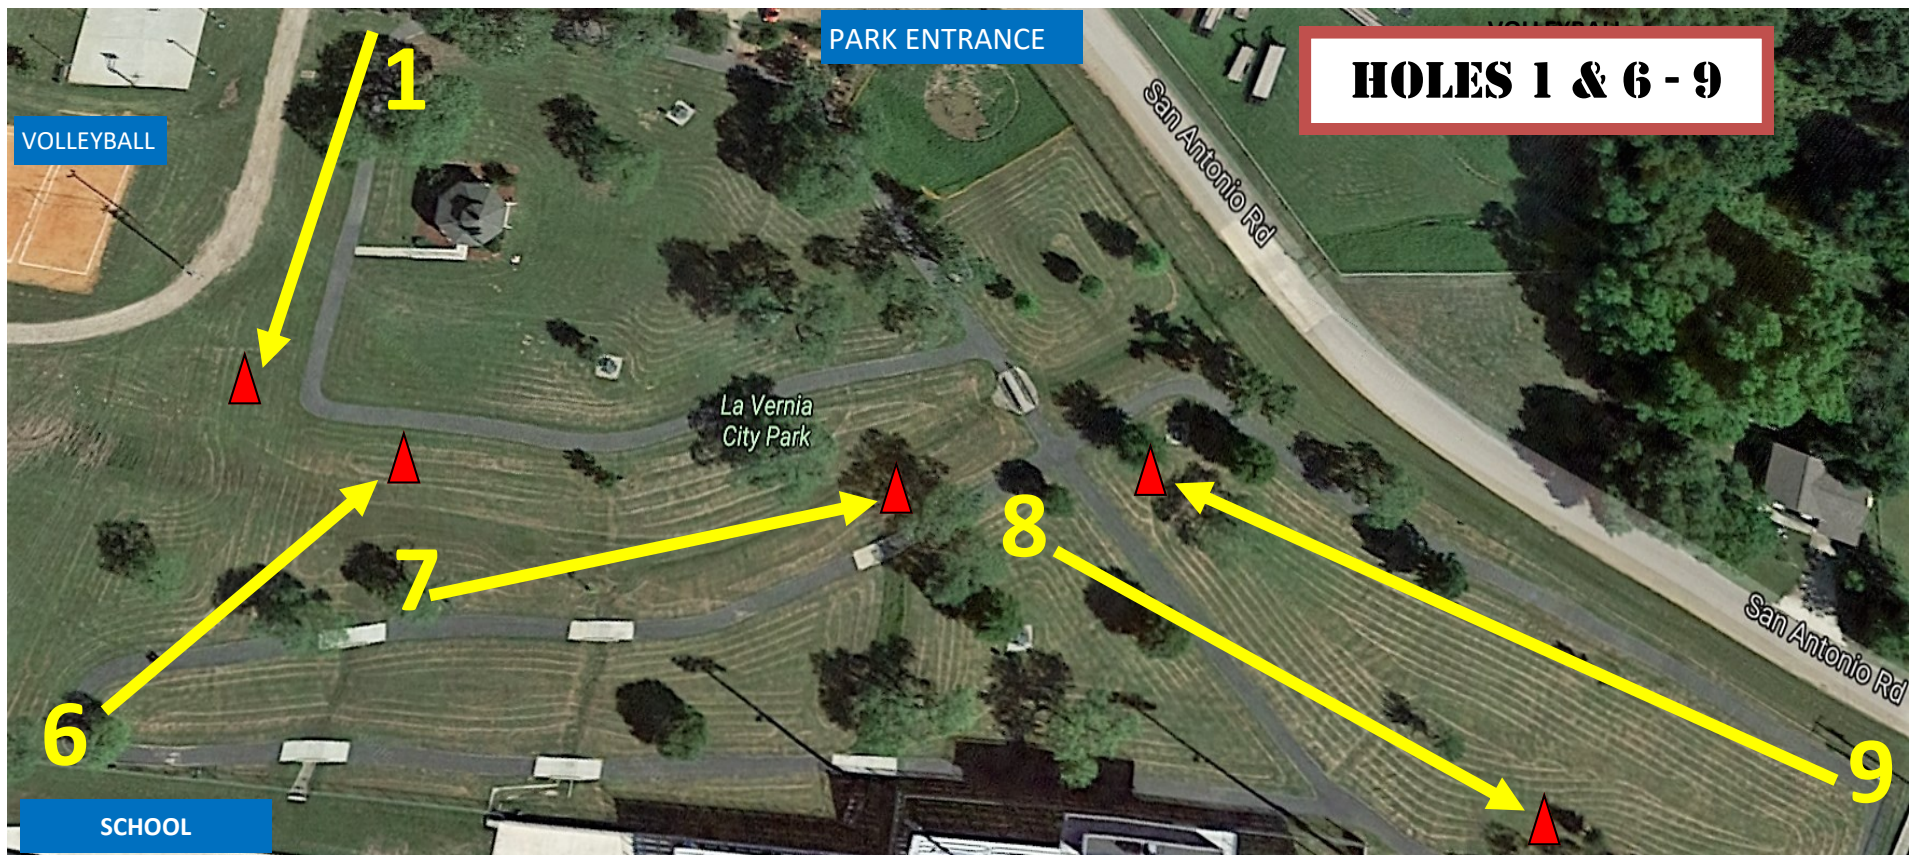 PARK ENTRANCE
VOLLEYBALL
HOLES 1 & 6 - 9
1
VOLLEYBALL
San Antonio Rd
La Vernia
City Park
8
7
San Antonio Rd
6
9
SCHOOL